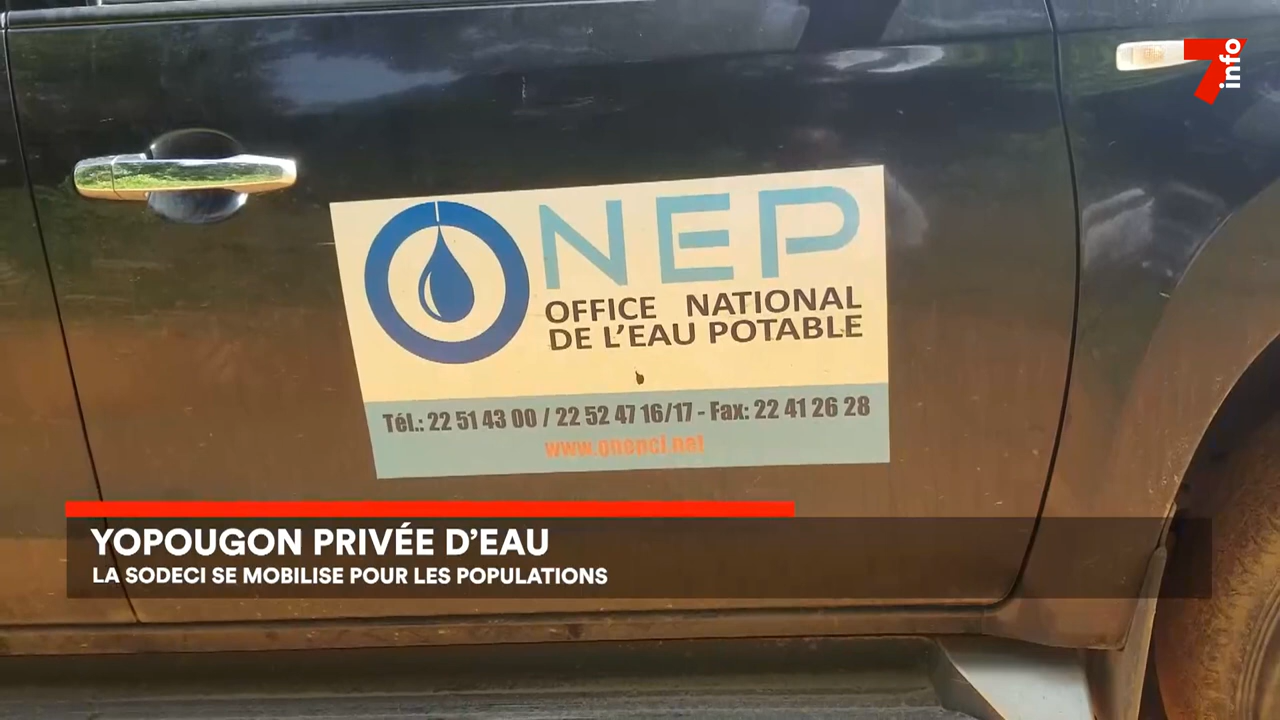 7 info
ONEP
OFFICE NATIONAL
DE L'EAU POTABLE
Tél.: 22 51 43 00 / 22 52 47 16/17 - Fax: 22 41 26 28
www.onepci.net
YOPOUGON PRIVÉE D'EAU
LA SODECI SE MOBILISE POUR LES POPULATIONS